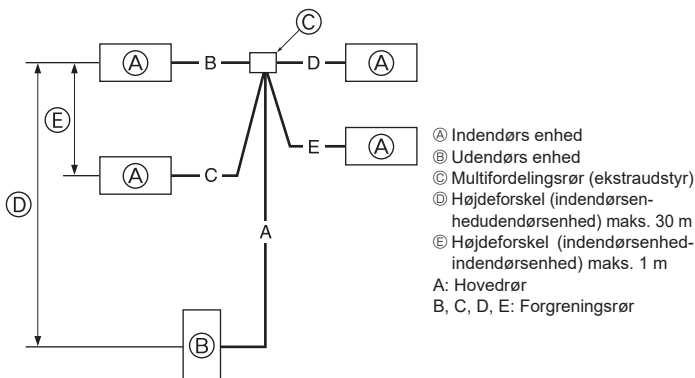 Ⓒ
Ⓐ B D Ⓐ
Ⓔ
E Ⓐ
Ⓐ C
Ⓓ
A
Ⓑ
Ⓐ Indendørs enhed
Ⓑ Udendørs enhed
Ⓒ Multifordelingsrør (ekstraudstyr)
Ⓓ Højdeforskel (indendørsen-
hedudendørsenhed) maks. 30 m
Ⓔ Højdeforskel (indendørsenhed-
indendørsenhed) maks. 1 m
A: Hovedrør
B, C, D, E: Forgreningsrør